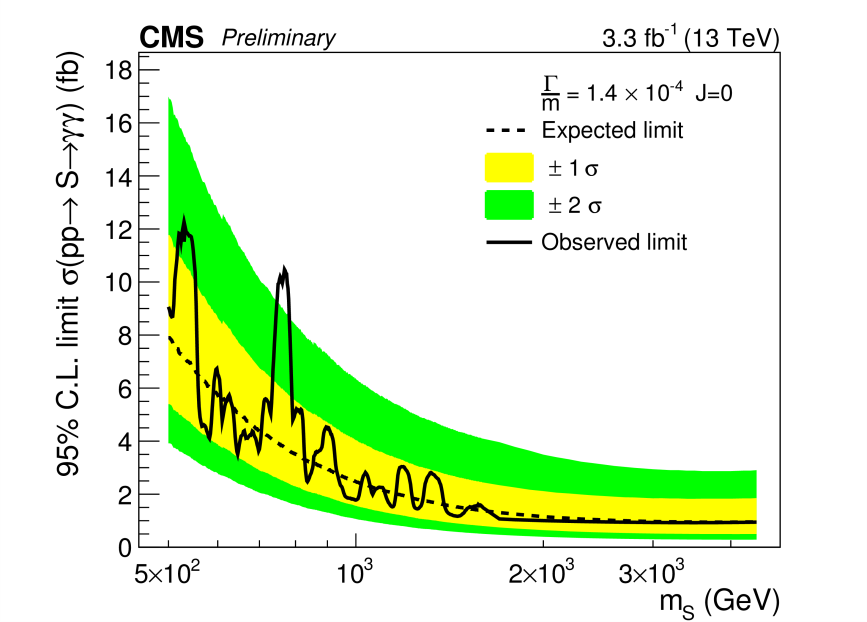 CMS Preliminary 3.3 fb⁻¹ (13 TeV)
95% C.L. limit σ(pp→ S→γγ) (fb)
18
16
14
12
10
8
6
4
2
0
Γ/m = 1.4 × 10⁻⁴ J=0
Expected limit
± 1 σ
± 2 σ
Observed limit
5×10² 10³ 2×10³ 3×10³
m_S (GeV)